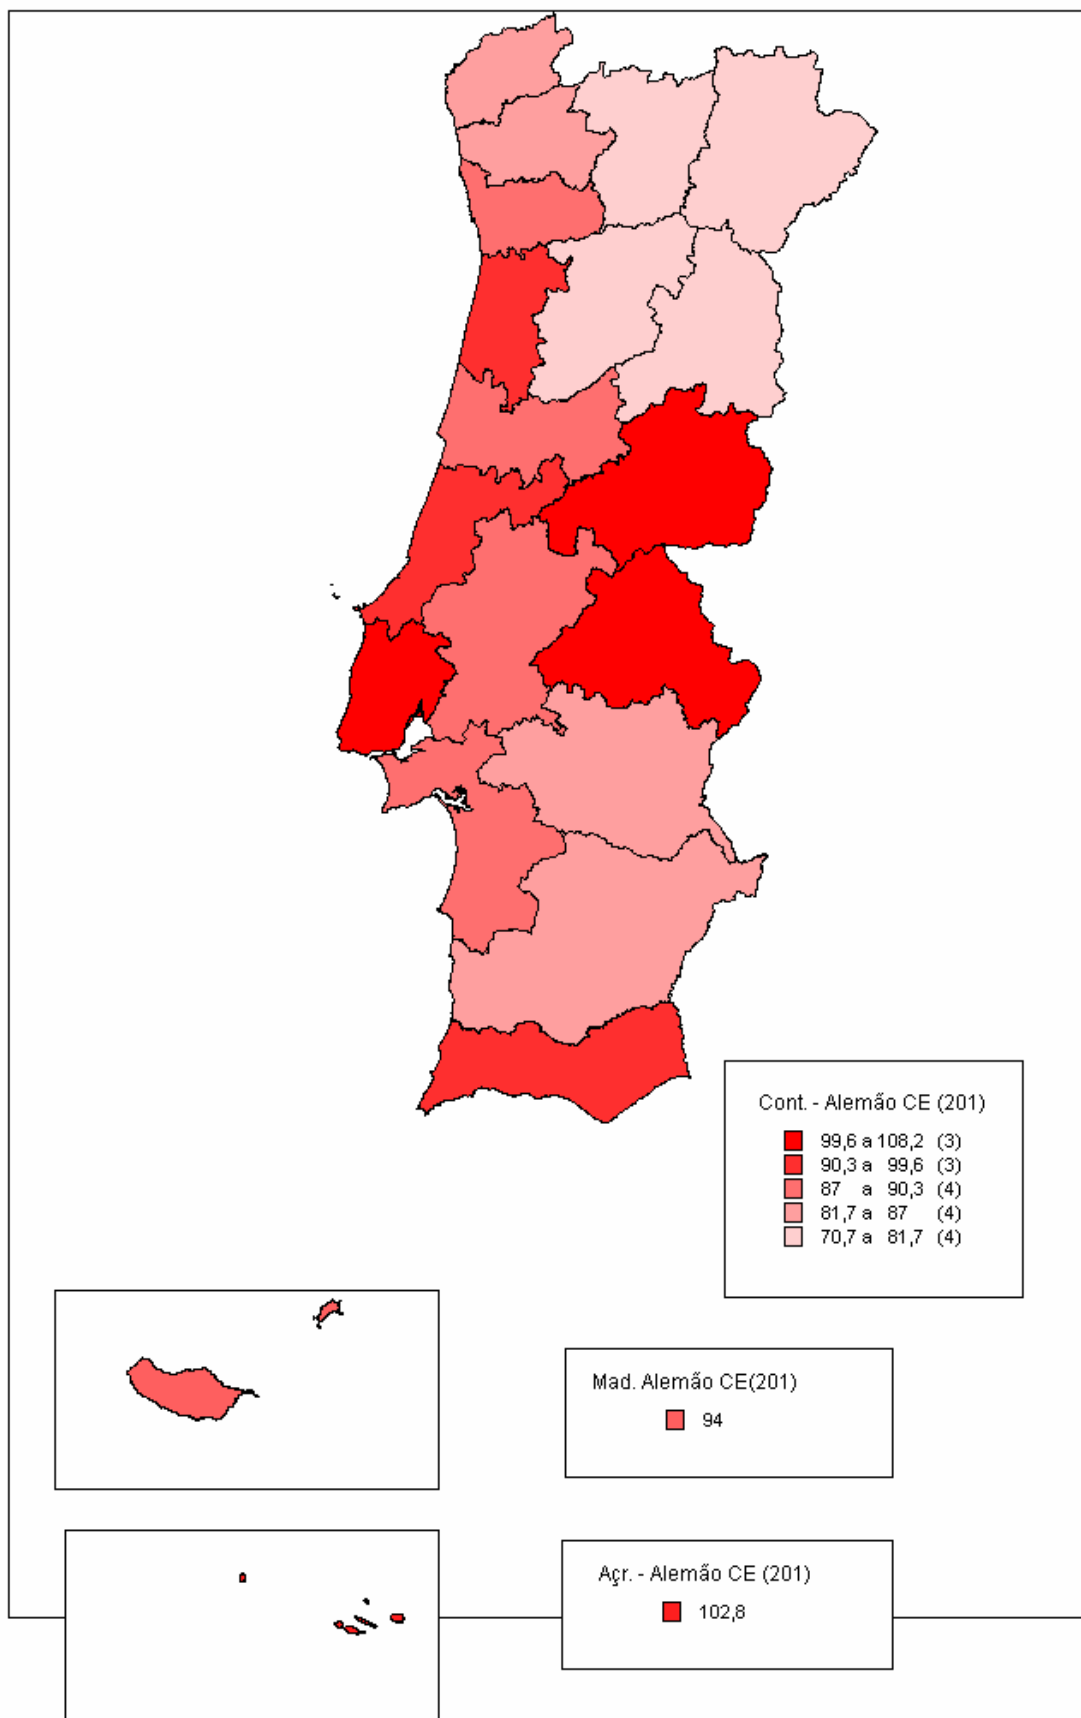 Cont. - Alemão CE (201)
99,6 a 108,2 (3)
90,3 a 99,6 (3)
87 a 90,3 (4)
81,7 a 87 (4)
70,7 a 81,7 (4)
Mad. Alemão CE(201)
94
Açr. - Alemão CE (201)
102,8